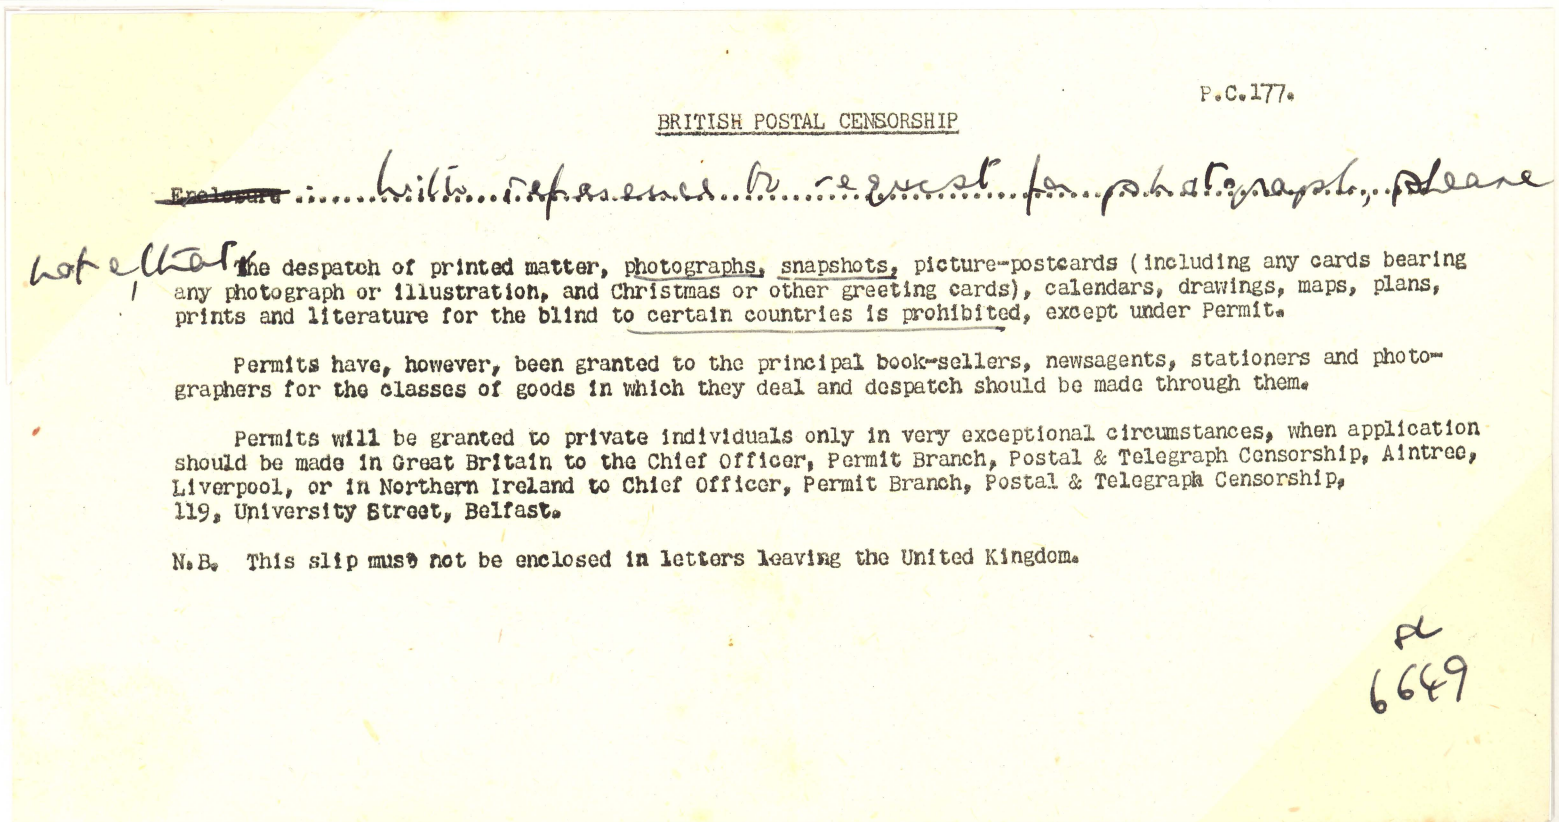 P.C.177.
BRITISH POSTAL CENSORSHIP
Enclosure ..... With reference to request for photograph, please
note, that The despatch of printed matter, photographs, snapshots, picture-postcards (including any cards bearing
any photograph or illustration, and Christmas or other greeting cards), calendars, drawings, maps, plans,
prints and literature for the blind to certain countries is prohibited, except under Permit.
Permits have, however, been granted to the principal book-sellers, newsagents, stationers and photo-
graphers for the classes of goods in which they deal and despatch should be made through them.
Permits will be granted to private individuals only in very exceptional circumstances, when application
should be made in Great Britain to the Chief Officer, Permit Branch, Postal & Telegraph Censorship, Aintree,
Liverpool, or in Northern Ireland to Chief Officer, Permit Branch, Postal & Telegraph Censorship,
119, University Street, Belfast.
N.B. This slip must not be enclosed in letters leaving the United Kingdom.
6649